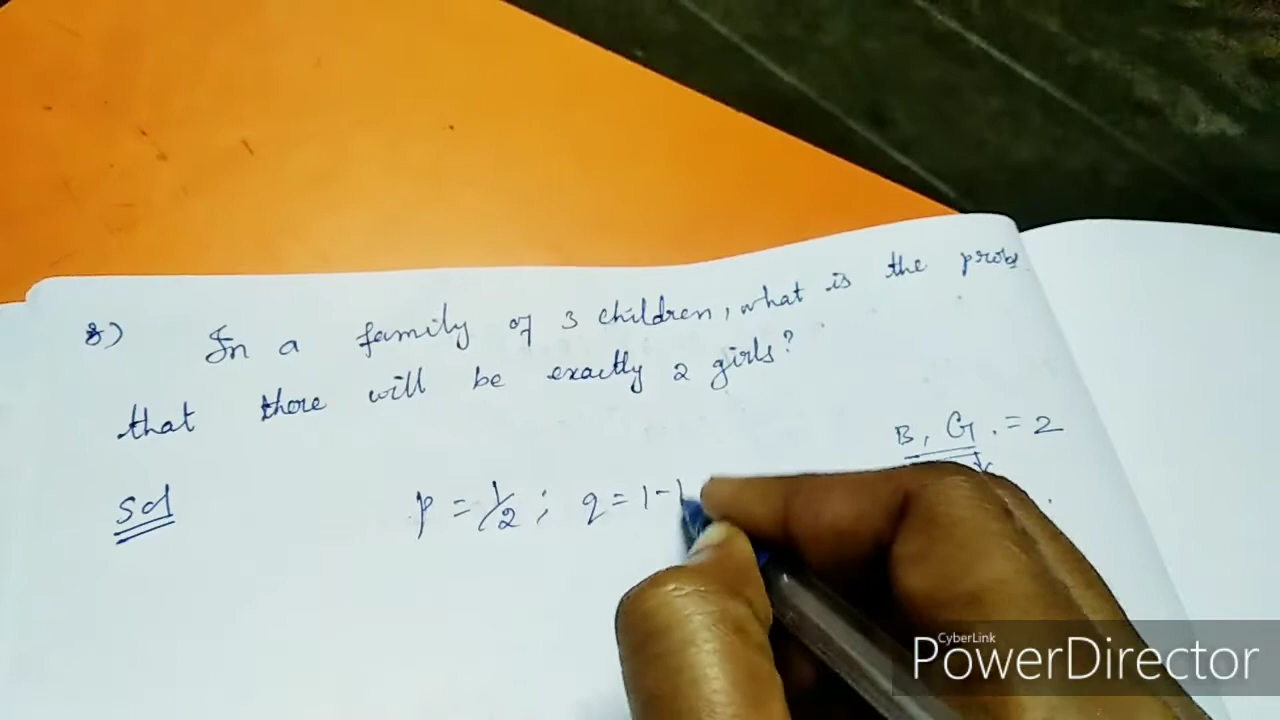 8) In a family of 3 children, what is the prob.
that there will be exactly 2 girls?
B, G. = 2
Sol p = 1/2 ; q = 1-1
CyberLink
PowerDirector